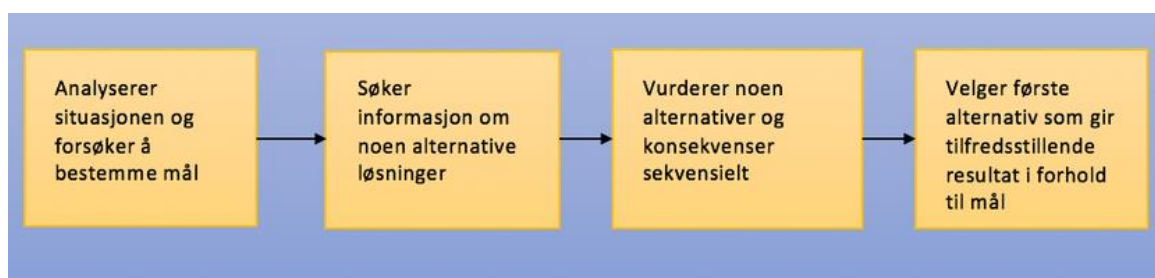 Analyserer
situasjonen og
forsøker å
bestemme mål
Søker
informasjon om
noen alternative
løsninger
Vurderer noen
alternativer og
konsekvenser
sekvensielt
Velger første
alternativ som gir
tilfredsstillende
resultat i forhold
til mål